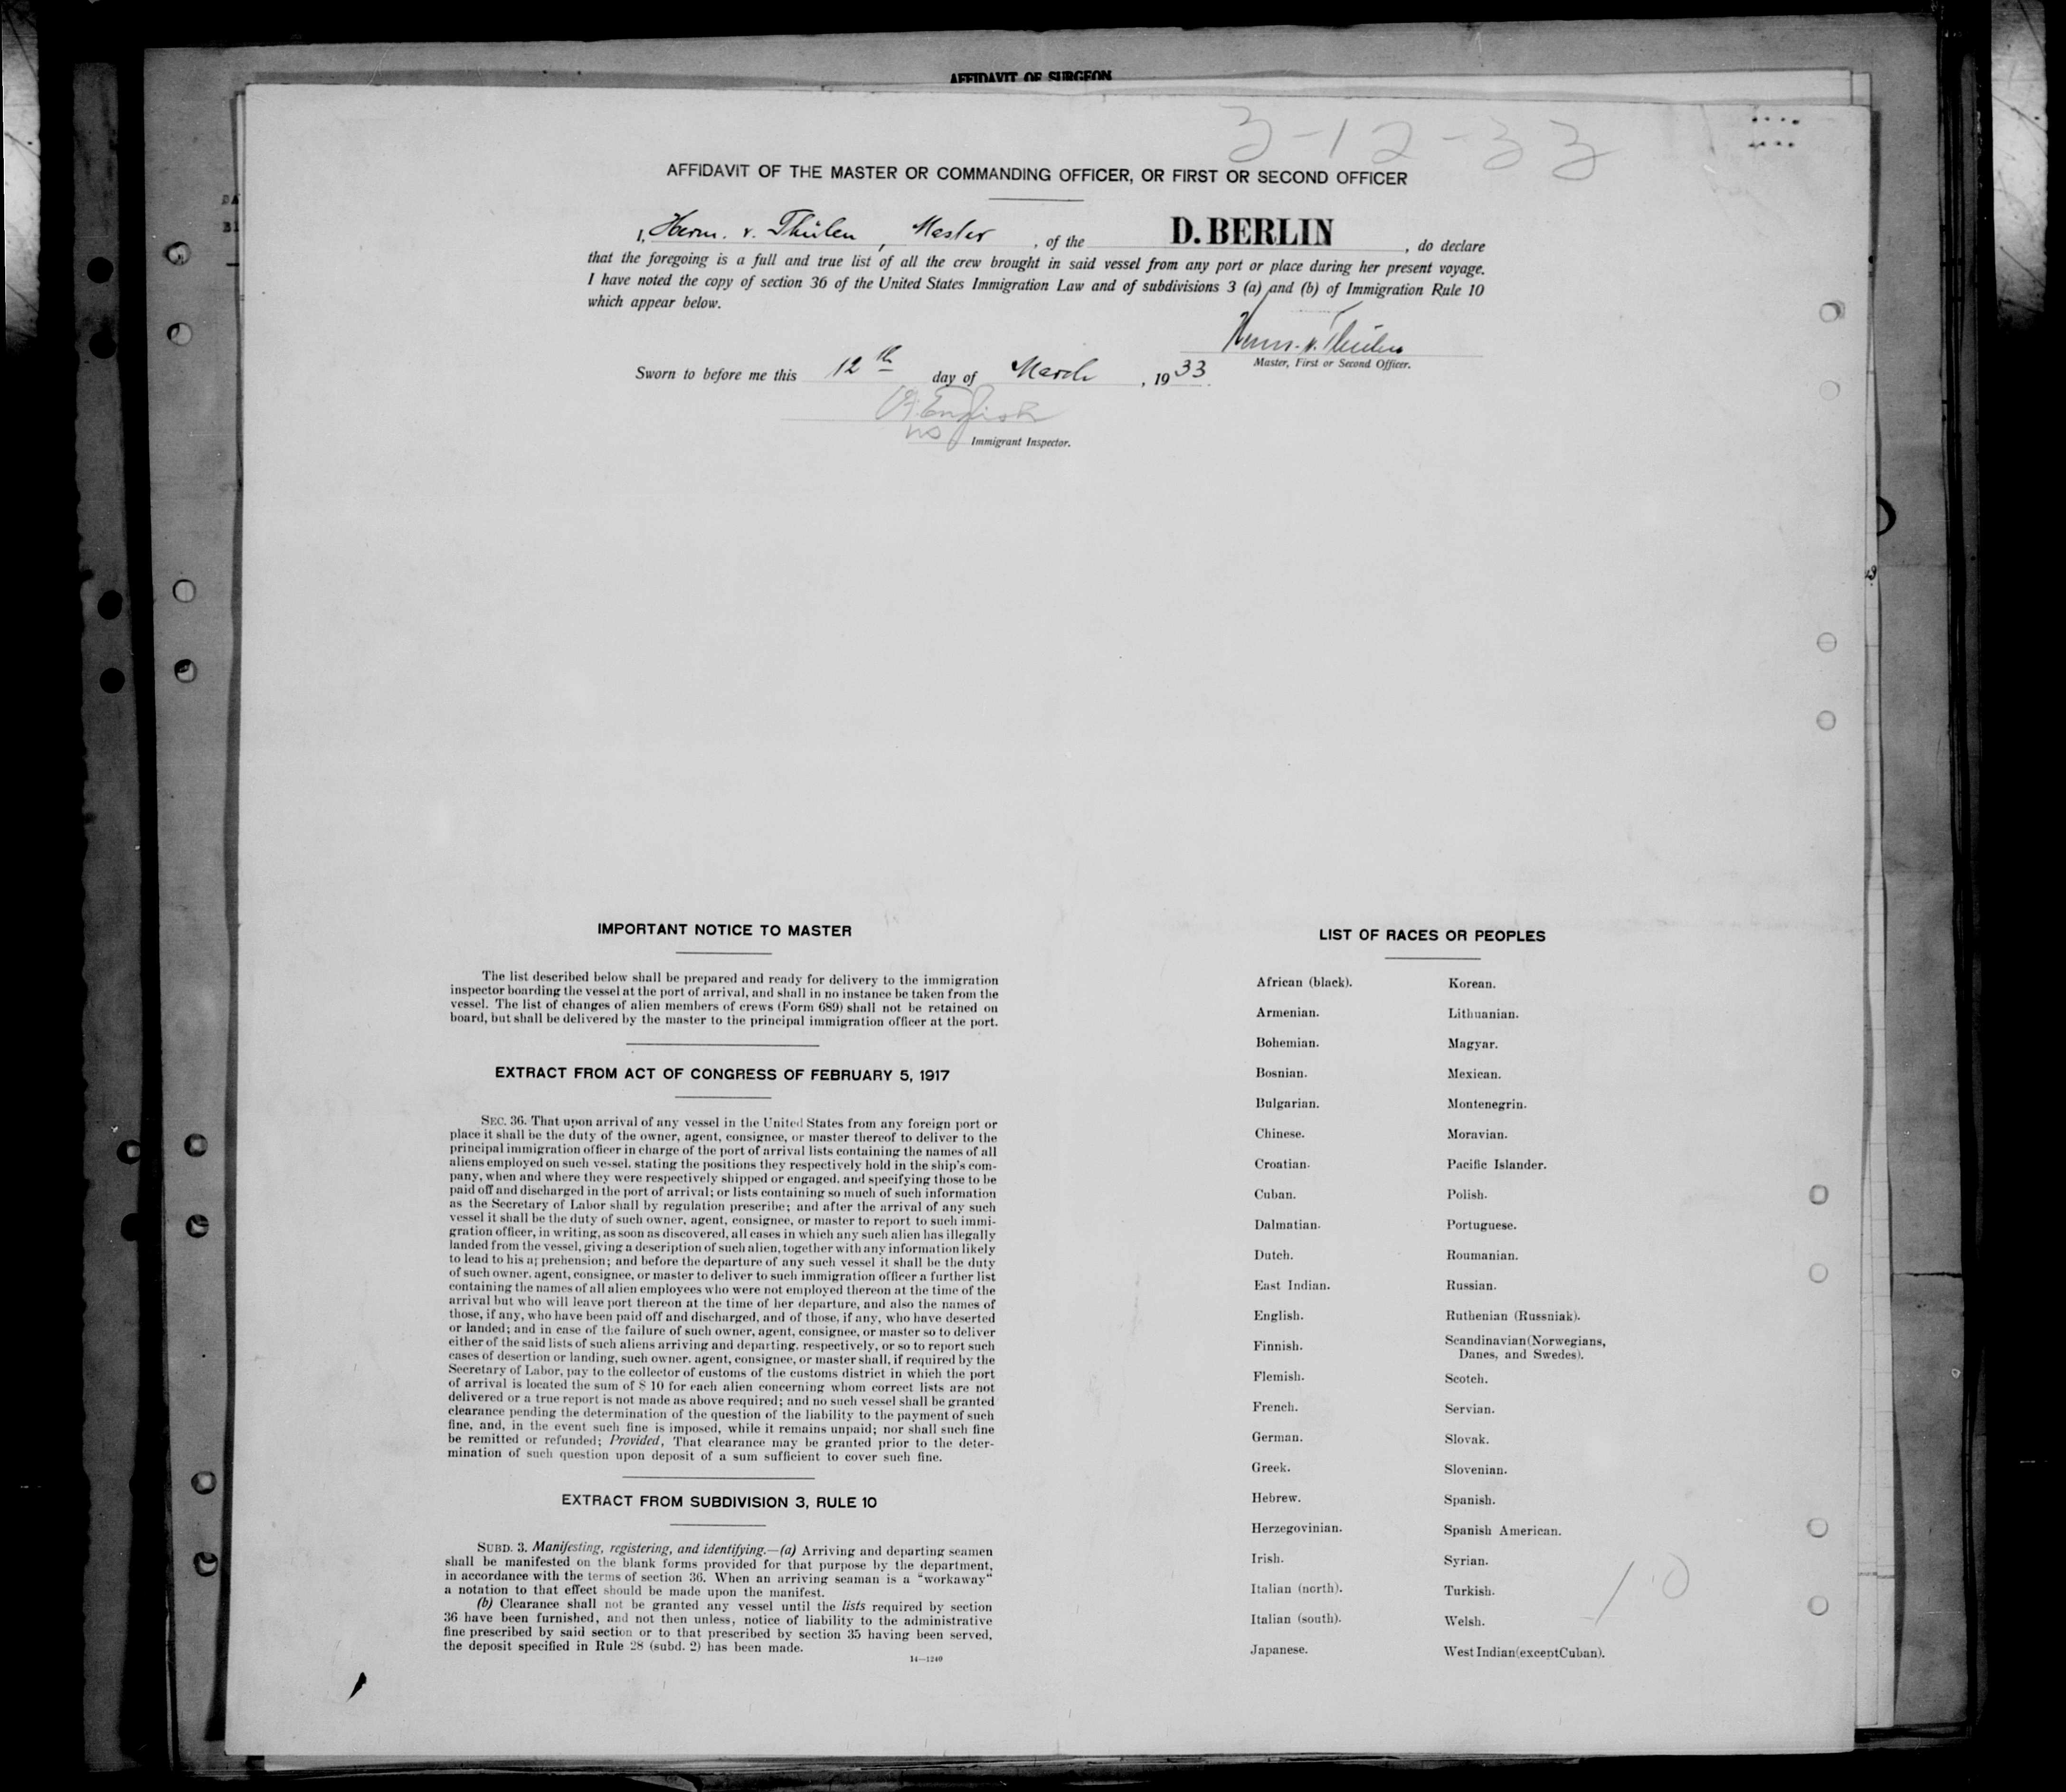 AFFIDAVIT OF SURGEON
3-12-33
AFFIDAVIT OF THE MASTER OR COMMANDING OFFICER, OR FIRST OR SECOND OFFICER
I, Herm. v. Thülen, Master, of the D. BERLIN, do declare
that the foregoing is a full and true list of all the crew brought in said vessel from any port or place during her present voyage.
I have noted the copy of section 36 of the United States Immigration Law and of subdivisions 3 (a) and (b) of Immigration Rule 10
which appear below.
Herm. v. Thülen
Master, First or Second Officer.
Sworn to before me this 12th day of March, 1933.
English
Immigrant Inspector.
IMPORTANT NOTICE TO MASTER
The list described below shall be prepared and ready for delivery to the immigration
inspector boarding the vessel at the port of arrival, and shall in no instance be taken from the
vessel. The list of changes of alien members of crews (Form 689) shall not be retained on
board, but shall be delivered by the master to the principal immigration officer at the port.
EXTRACT FROM ACT OF CONGRESS OF FEBRUARY 5, 1917
SEC. 36. That upon arrival of any vessel in the United States from any foreign port or
place it shall be the duty of the owner, agent, consignee, or master thereof to deliver to the
principal immigration officer in charge of the port of arrival lists containing the names of all
aliens employed on such vessel, stating the positions they respectively hold in the ship's com-
pany, when and where they were respectively shipped or engaged, and specifying those to be
paid off and discharged in the port of arrival; or lists containing so much of such information
as the Secretary of Labor shall by regulation prescribe; and after the arrival of any such
vessel it shall be the duty of such owner, agent, consignee, or master to report to such immi-
gration officer, in writing, as soon as discovered, all cases in which any such alien has illegally
landed from the vessel, giving a description of such alien, together with any information likely
to lead to his apprehension; and before the departure of any such vessel it shall be the duty
of such owner, agent, consignee, or master to deliver to such immigration officer a further list
containing the names of all alien employees who were not employed thereon at the time of the
arrival but who will leave port thereon at the time of her departure, and also the names of
those, if any, who have been paid off and discharged, and of those, if any, who have deserted
or landed; and in case of the failure of such owner, agent, consignee, or master so to deliver
either of the said lists of such aliens arriving and departing, respectively, or so to report such
cases of desertion or landing, such owner, agent, consignee, or master shall, if required by the
Secretary of Labor, pay to the collector of customs of the customs district in which the port
of arrival is located the sum of $ 10 for each alien concerning whom correct lists are not
delivered or a true report is not made as above required; and no such vessel shall be granted
clearance pending the determination of the question of the liability to the payment of such
fine, and, in the event such fine is imposed, while it remains unpaid; nor shall such fine
be remitted or refunded; Provided, That clearance may be granted prior to the deter-
mination of such question upon deposit of a sum sufficient to cover such fine.
EXTRACT FROM SUBDIVISION 3, RULE 10
SUBD. 3. Manifesting, registering, and identifying.—(a) Arriving and departing seamen
shall be manifested on the blank forms provided for that purpose by the department,
in accordance with the terms of section 36. When an arriving seaman is a "workaway"
a notation to that effect should be made upon the manifest.
(b) Clearance shall not be granted any vessel until the lists required by section
36 have been furnished, and not then unless, notice of liability to the administrative
fine prescribed by said section or to that prescribed by section 35 having been served,
the deposit specified in Rule 28 (subd. 2) has been made.
14—1240
LIST OF RACES OR PEOPLES
African (black). Korean.
Armenian. Lithuanian.
Bohemian. Magyar.
Bosnian. Mexican.
Bulgarian. Montenegrin.
Chinese. Moravian.
Croatian. Pacific Islander.
Cuban. Polish.
Dalmatian. Portuguese.
Dutch. Roumanian.
East Indian. Russian.
English. Ruthenian (Russniak).
Finnish. Scandinavian (Norwegians,
Danes, and Swedes).
Flemish. Scotch.
French. Servian.
German. Slovak.
Greek. Slovenian.
Hebrew. Spanish.
Herzegovinian. Spanish American.
Irish. Syrian.
Italian (north). Turkish.
Italian (south). Welsh.
Japanese. West Indian (except Cuban).
10